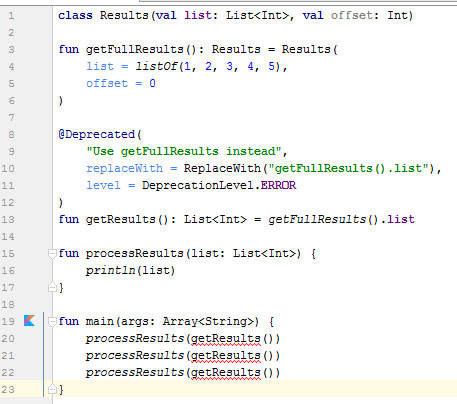 1 class Results(val list: List<Int>, val offset: Int)
2
3 fun getFullResults(): Results = Results(
4     list = listOf(1, 2, 3, 4, 5),
5     offset = 0
6 )
7
8 @Deprecated(
9     "Use getFullResults instead",
10     replaceWith = ReplaceWith("getFullResults().list"),
11     level = DeprecationLevel.ERROR
12 )
13 fun getResults(): List<Int> = getFullResults().list
14
15 fun processResults(list: List<Int>) {
16     println(list)
17 }
18
19 fun main(args: Array<String>) {
20     processResults(getResults())
21     processResults(getResults())
22     processResults(getResults())
23 }